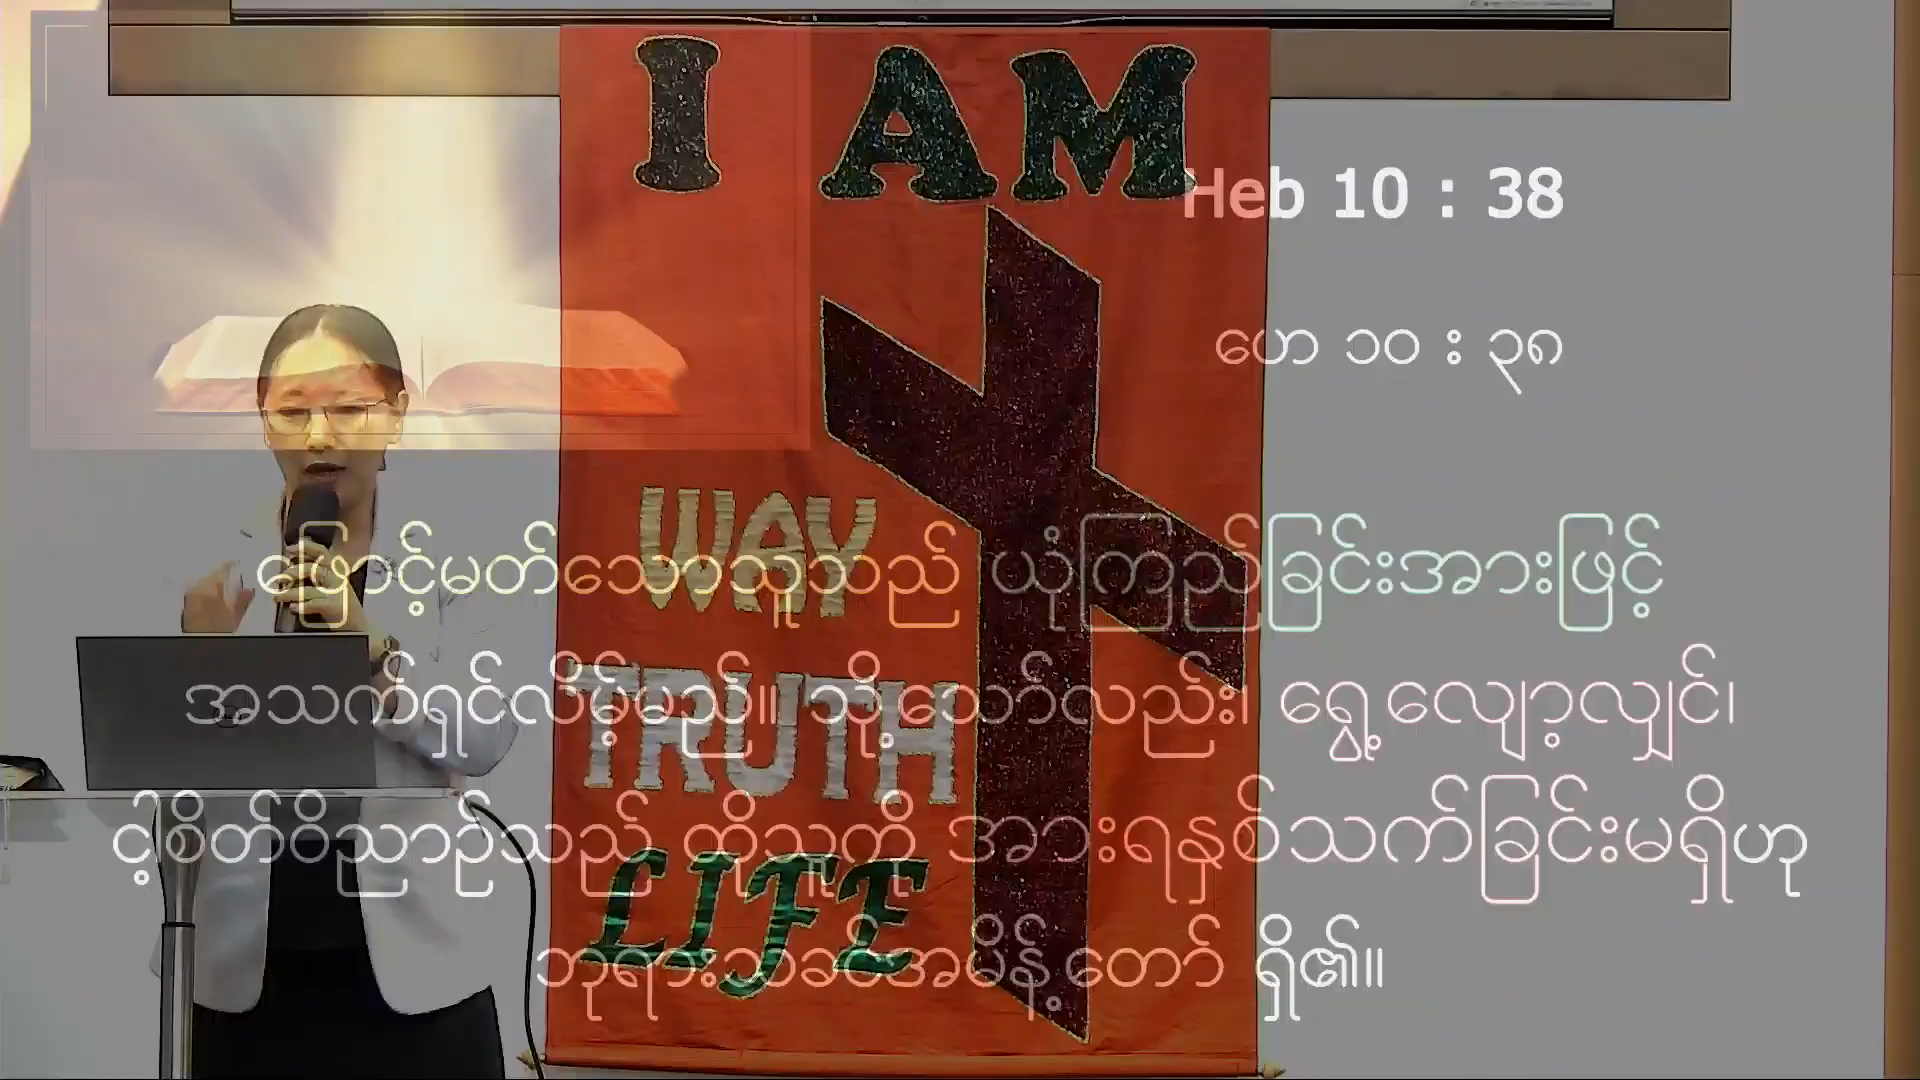 I AM
Heb 10 : 38
ဟေ ၁၀ : ၃၈
WAY
ဖြောင့်မတ်သောသူသည် ယုံကြည်ခြင်းအားဖြင့်
TRUTH
အသက်ရှင်လိမ့်မည်။ သို့သော်လည်း၊ ရွေ့လျော့လျှင်၊
ငါ့စိတ်ဝိညာဉ်သည် ထိုသူကို အားရနှစ်သက်ခြင်းမရှိဟု
LIFE
ဘုရားသခင်အမိန့်တော် ရှိ၏။